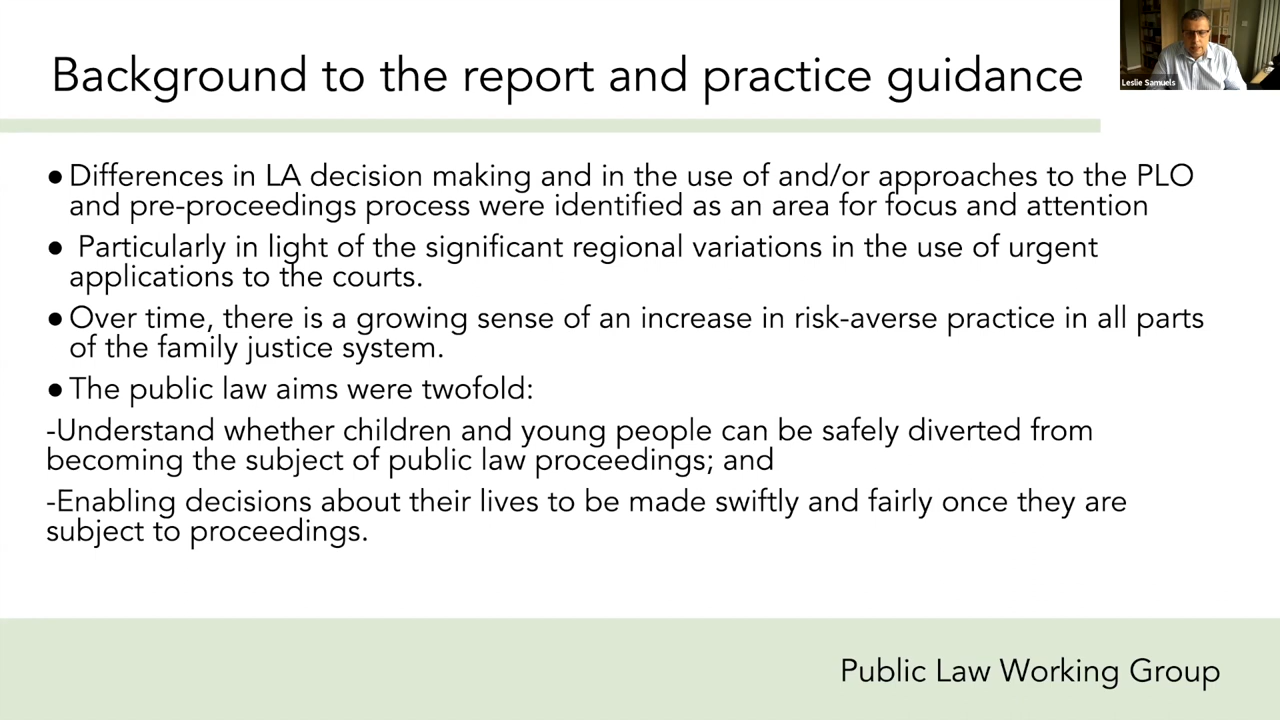 Background to the report and practice guidance
Leslie Samuels
●Differences in LA decision making and in the use of and/or approaches to the PLO
and pre-proceedings process were identified as an area for focus and attention
● Particularly in light of the significant regional variations in the use of urgent
applications to the courts.
●Over time, there is a growing sense of an increase in risk-averse practice in all parts
of the family justice system.
●The public law aims were twofold:
-Understand whether children and young people can be safely diverted from
becoming the subject of public law proceedings; and
-Enabling decisions about their lives to be made swiftly and fairly once they are
subject to proceedings.
Public Law Working Group